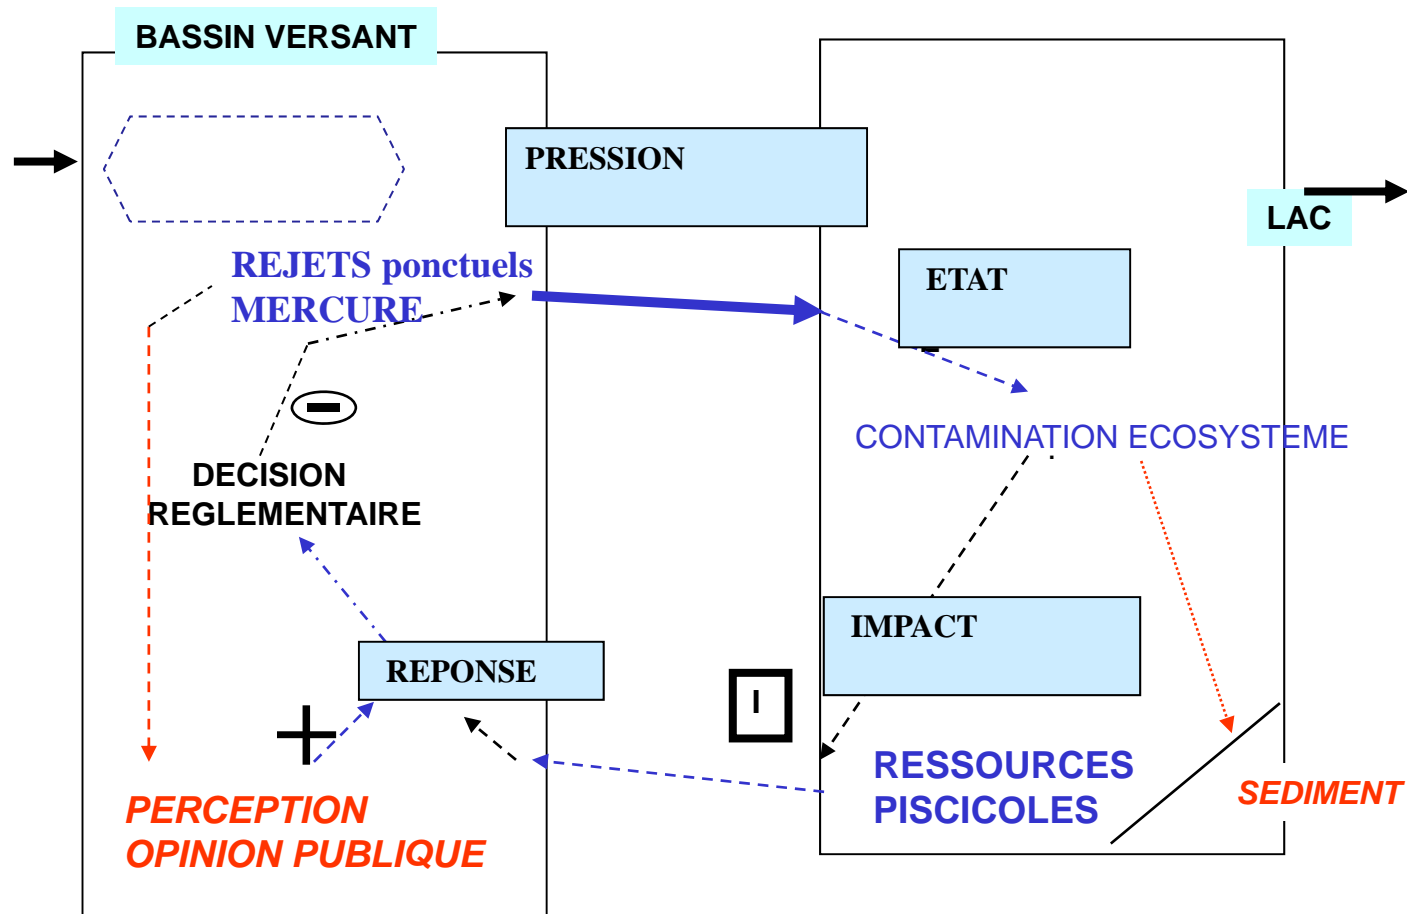 BASSIN VERSANT
PRESSION
LAC
REJETS ponctuels
MERCURE
ETAT
CONTAMINATION ECOSYSTEME
DECISION
REGLEMENTAIRE
IMPACT
REPONSE
I
RESSOURCES
PISCICOLES
SEDIMENT
PERCEPTION
OPINION PUBLIQUE